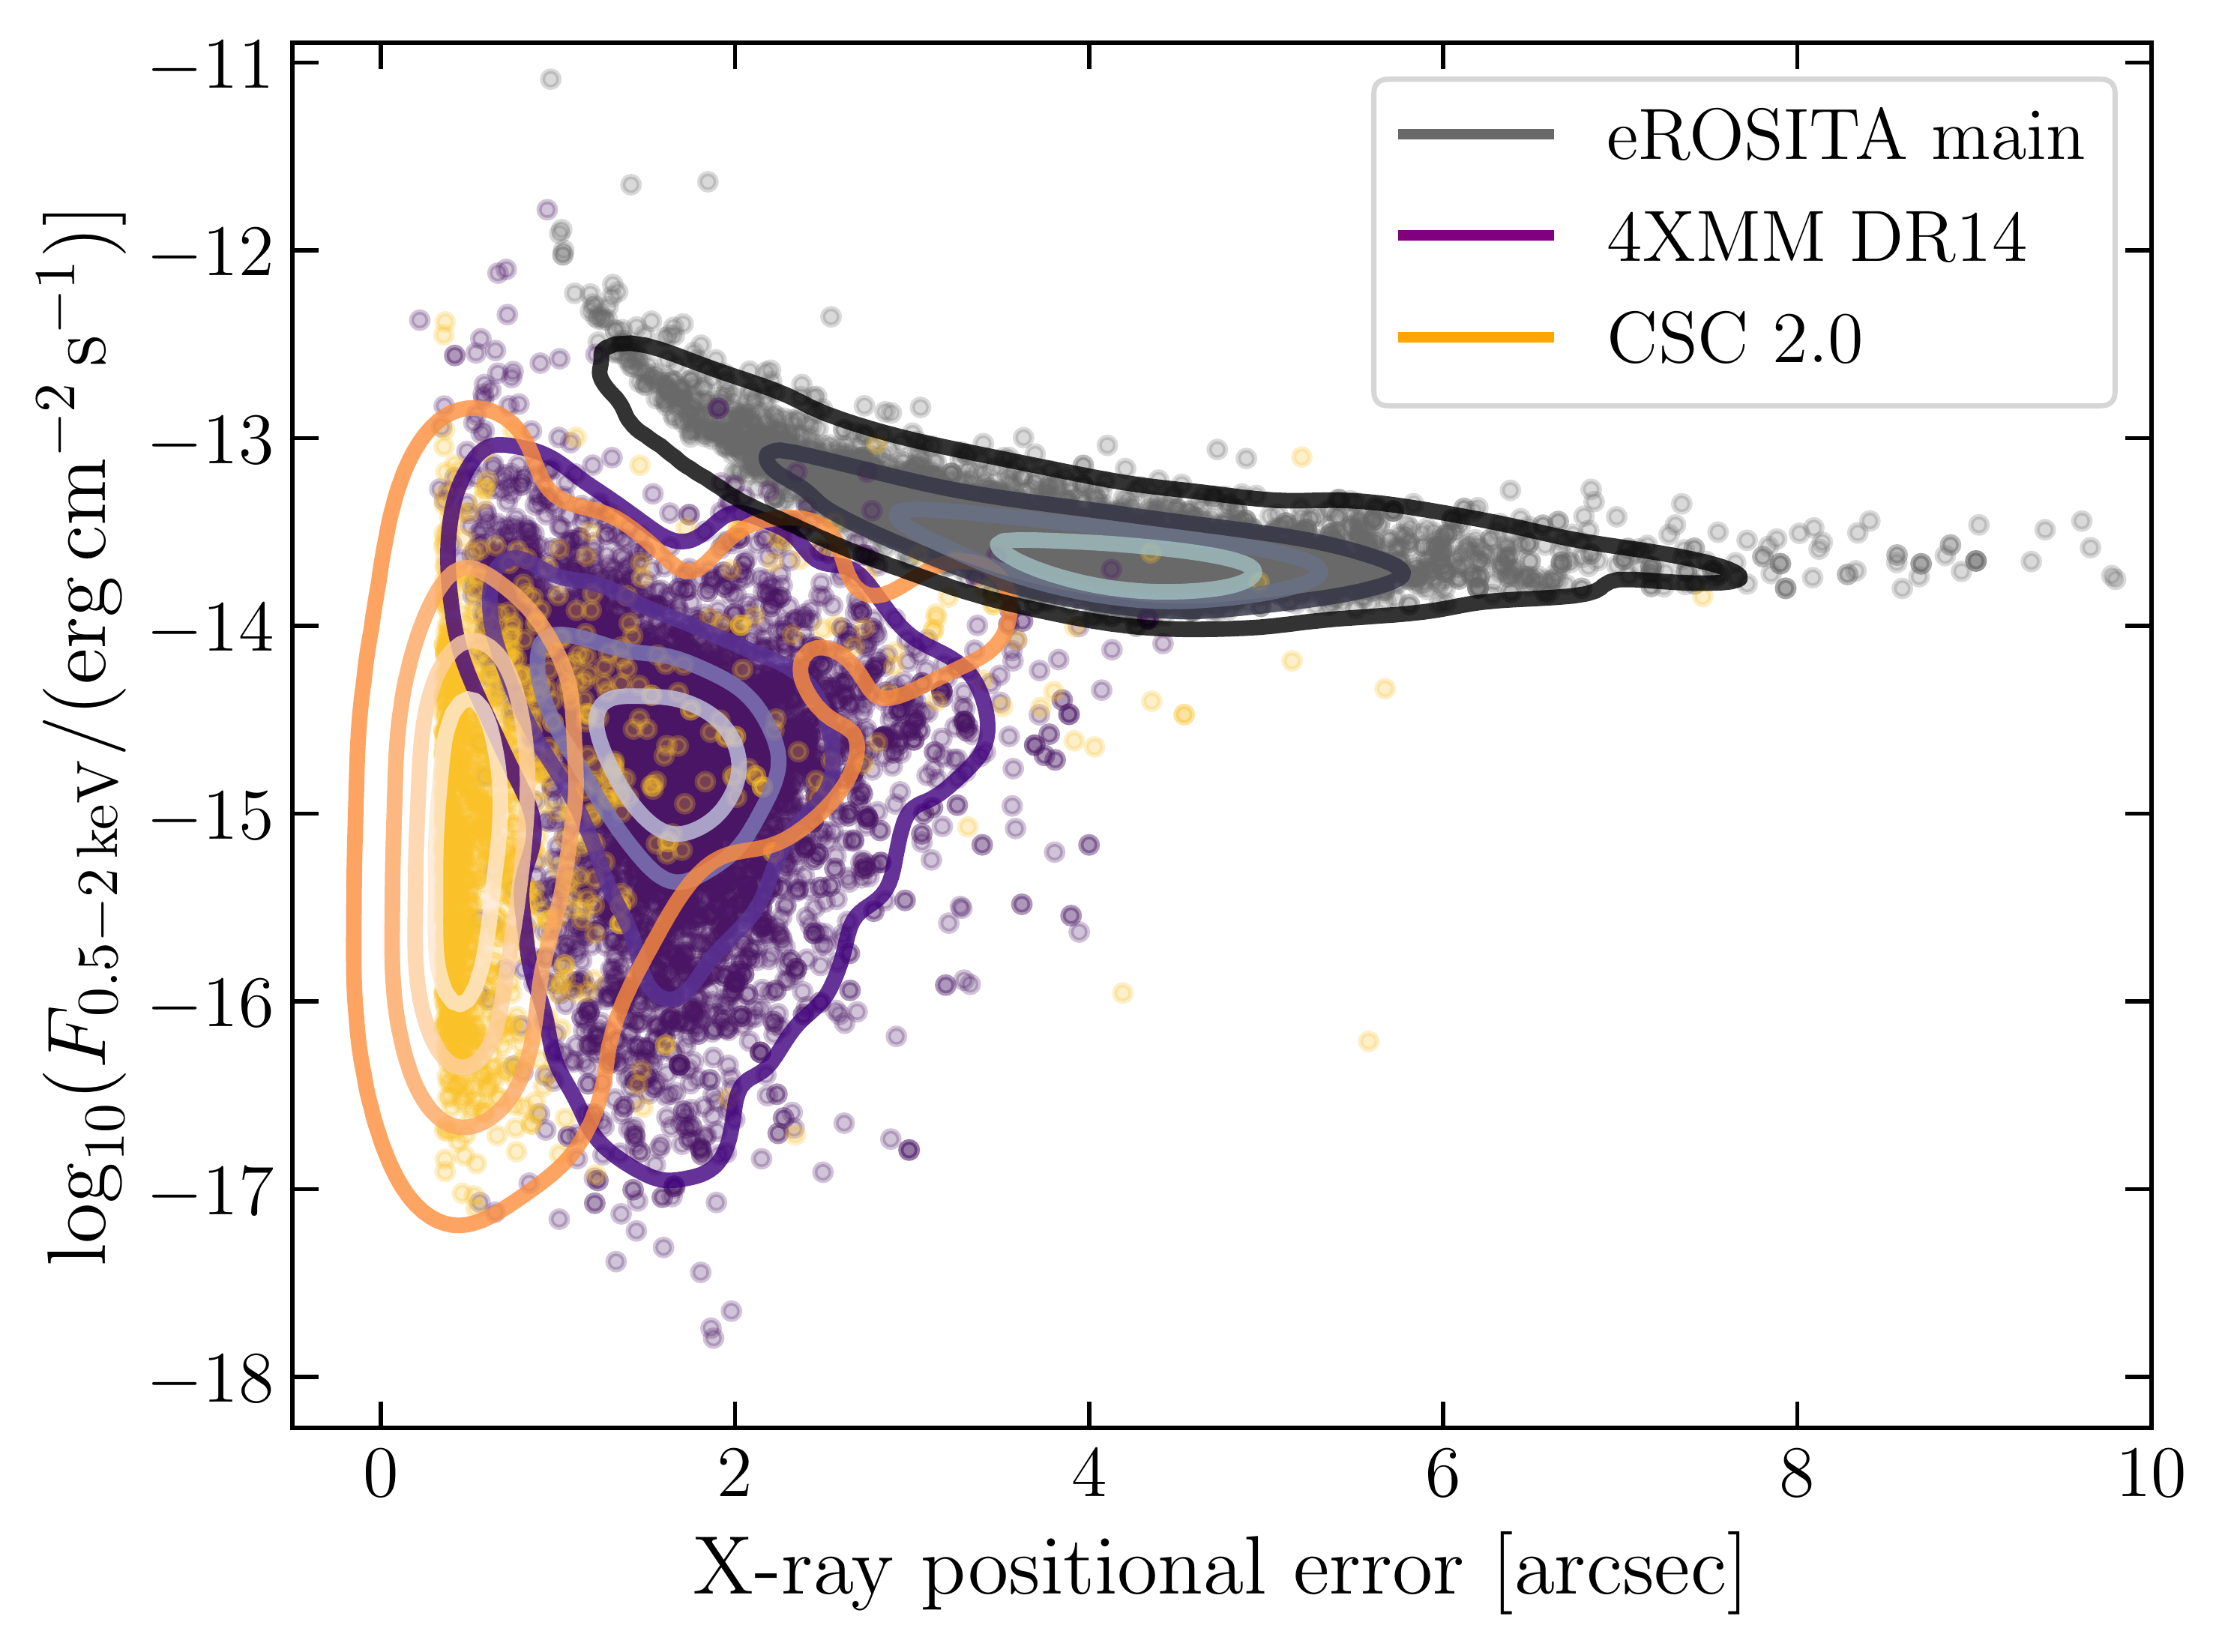 −11
−12
−13
−14
−15
−16
−17
−18
log₁₀(F₀.₅₋₂ keV/(erg cm⁻² s⁻¹)]
eROSITA main
4XMM DR14
CSC 2.0
0 2 4 6 8 10
X-ray positional error [arcsec]